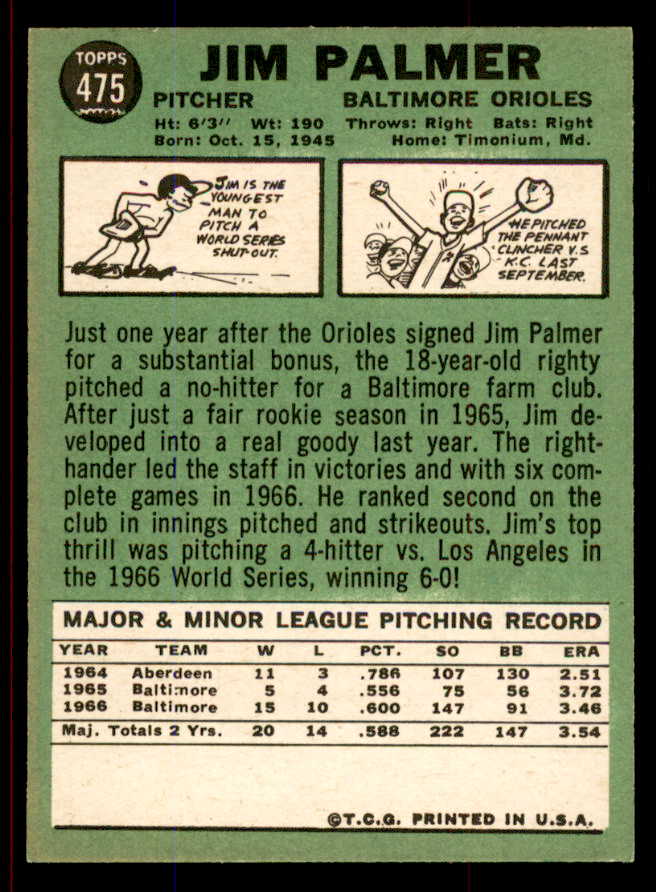 TOPPS
475
JIM PALMER
PITCHER BALTIMORE ORIOLES
Ht: 6'3" Wt: 190 Throws: Right Bats: Right
Born: Oct. 15, 1945 Home: Timonium, Md.
JIM IS THE
YOUNGEST
MAN TO
PITCH A
WORLD SERIES
SHUT-OUT.
HE PITCHED
THE PENNANT
CLINCHER V.S
K.C. LAST
SEPTEMBER.
Just one year after the Orioles signed Jim Palmer
for a substantial bonus, the 18-year-old righty
pitched a no-hitter for a Baltimore farm club.
After just a fair rookie season in 1965, Jim de-
veloped into a real goody last year. The right-
hander led the staff in victories and with six com-
plete games in 1966. He ranked second on the
club in innings pitched and strikeouts. Jim's top
thrill was pitching a 4-hitter vs. Los Angeles in
the 1966 World Series, winning 6-0!
MAJOR & MINOR LEAGUE PITCHING RECORD
YEAR TEAM W L PCT. SO BB ERA
1964 Aberdeen 11 3 .786 107 130 2.51
1965 Baltimore 5 4 .556 75 56 3.72
1966 Baltimore 15 10 .600 147 91 3.46
Maj. Totals 2 Yrs. 20 14 .588 222 147 3.54
©T.C.G. PRINTED IN U.S.A.